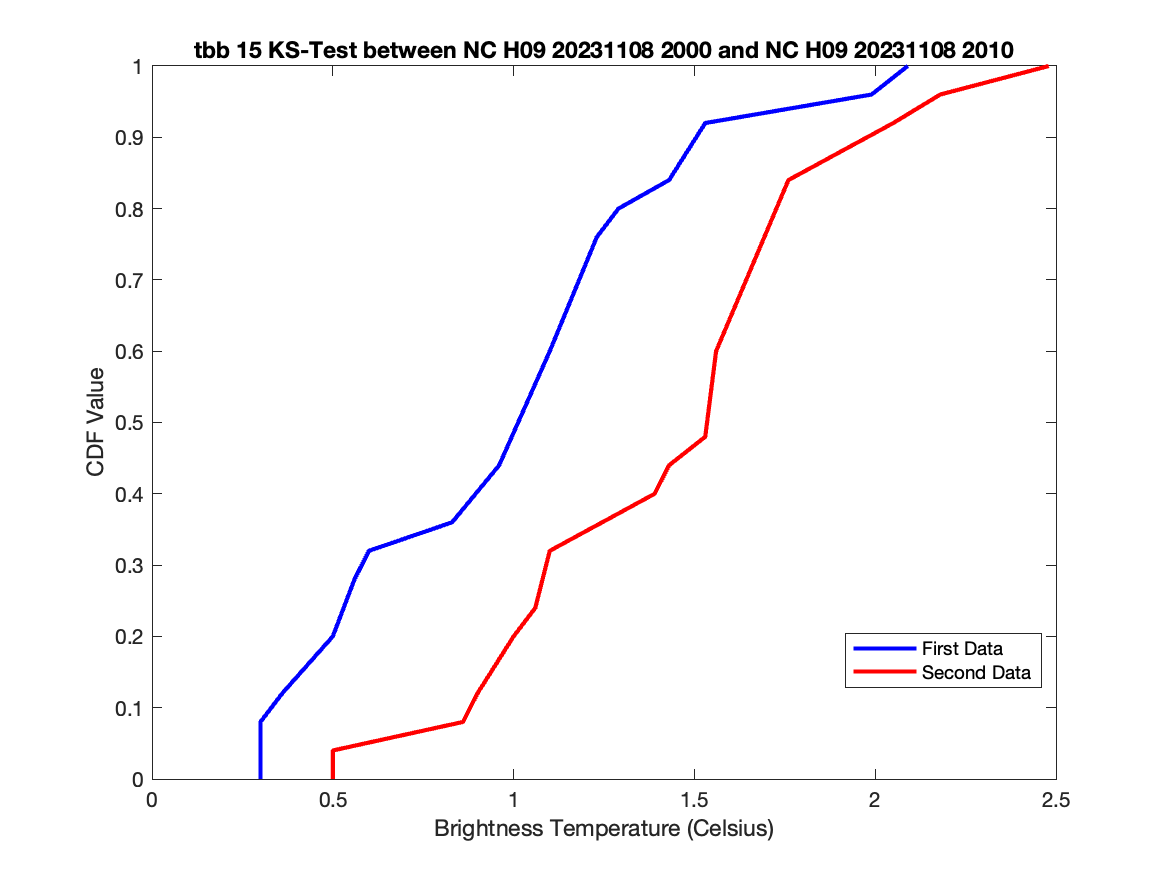 tbb 15 KS-Test between NC H09 20231108 2000 and NC H09 20231108 2010
1
0.9
0.8
0.7
0.6
0.5
0.4
0.3
0.2
0.1
0
CDF Value
First Data
Second Data
0 0.5 1 1.5 2 2.5
Brightness Temperature (Celsius)